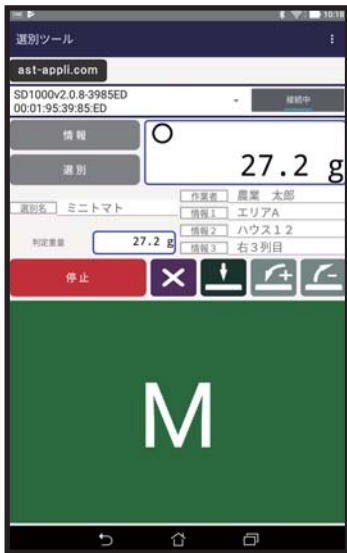 10:18
選別ツール
ast-appli.com
SD1000v2.0.8-3985ED
00:01:95:39:85:ED
接続中
情報
選別
27.2 g
作業者 農業 太郎
選別名 ミニトマト
情報1 エリアA
情報2 ハウス12
判定重量 27.2 g
情報3 右3列目
停止
M